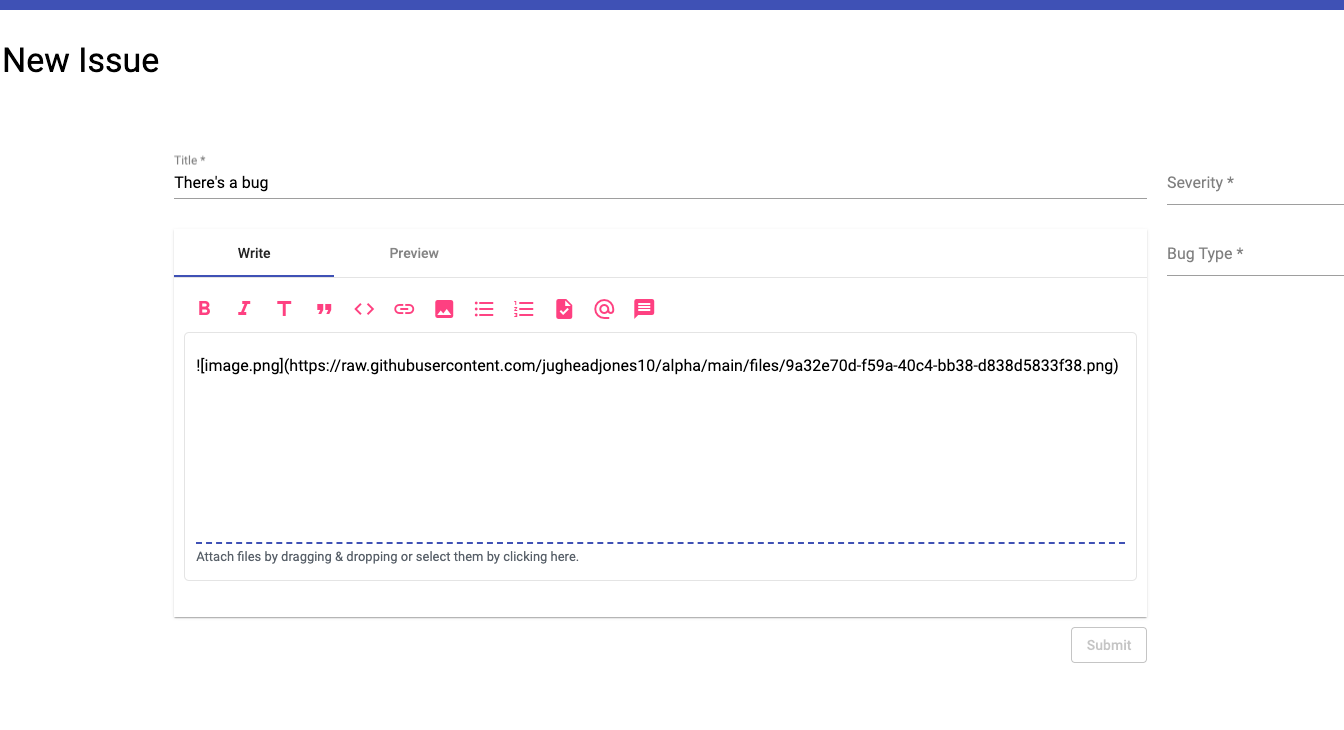 New Issue
Title *
There's a bug
Severity *
Write
Preview
Bug Type *
![image.png](https://raw.githubusercontent.com/jugheadjones10/alpha/main/files/9a32e70d-f59a-40c4-bb38-d838d5833f38.png)
Attach files by dragging & dropping or select them by clicking here.
Submit